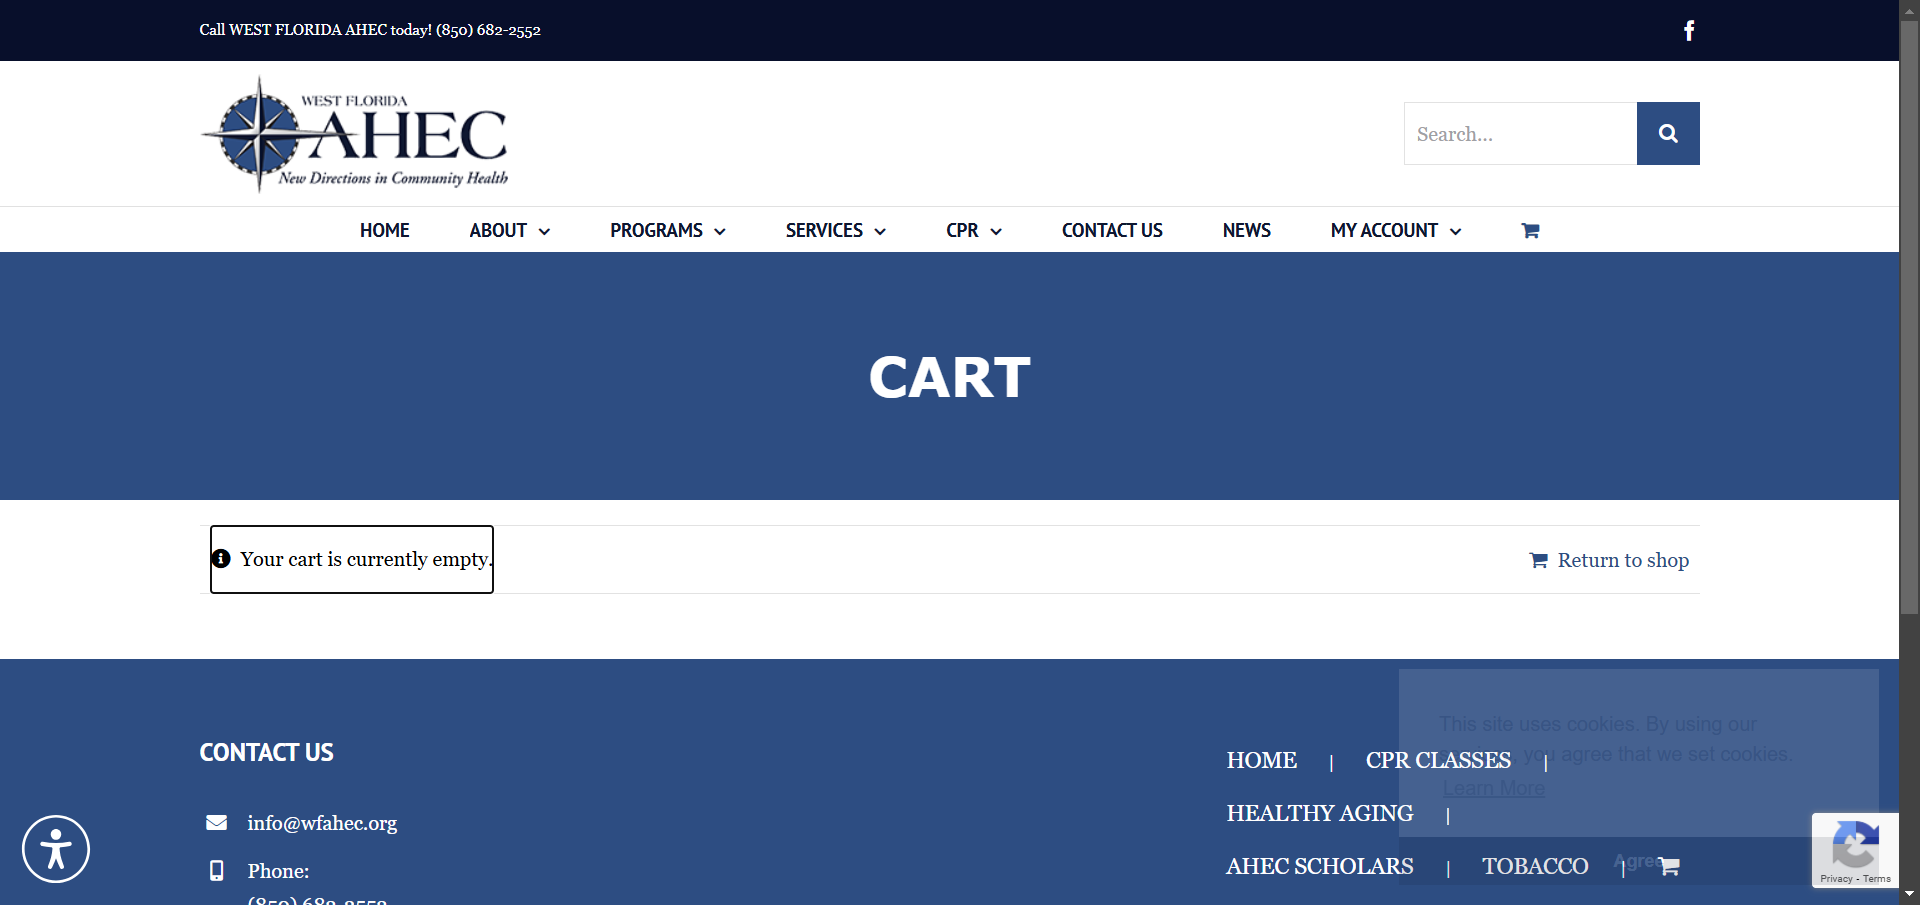 Call WEST FLORIDA AHEC today! (850) 682-2552
WEST FLORIDA
AHEC
New Directions in Community Health
Search...
HOME ABOUT PROGRAMS SERVICES CPR CONTACT US NEWS MY ACCOUNT
CART
Your cart is currently empty.
Return to shop
CONTACT US
info@wfahec.org
Phone:
(850) 682-2552
HOME | CPR CLASSES |
HEALTHY AGING |
AHEC SCHOLARS | TOBACCO |
This site uses cookies. By using our
you agree that we set cookies.
Learn More
Agree
Privacy - Terms